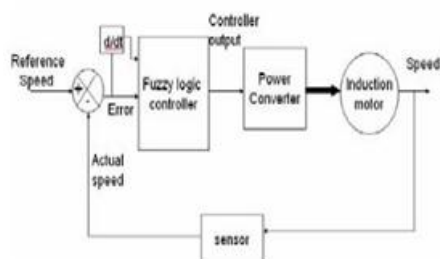 Controller
output
d/dt
Reference
Speed
+
-
Error
Fuzzy logic
controller
Power
Converter
Induction
motor
Speed
Actual
speed
sensor